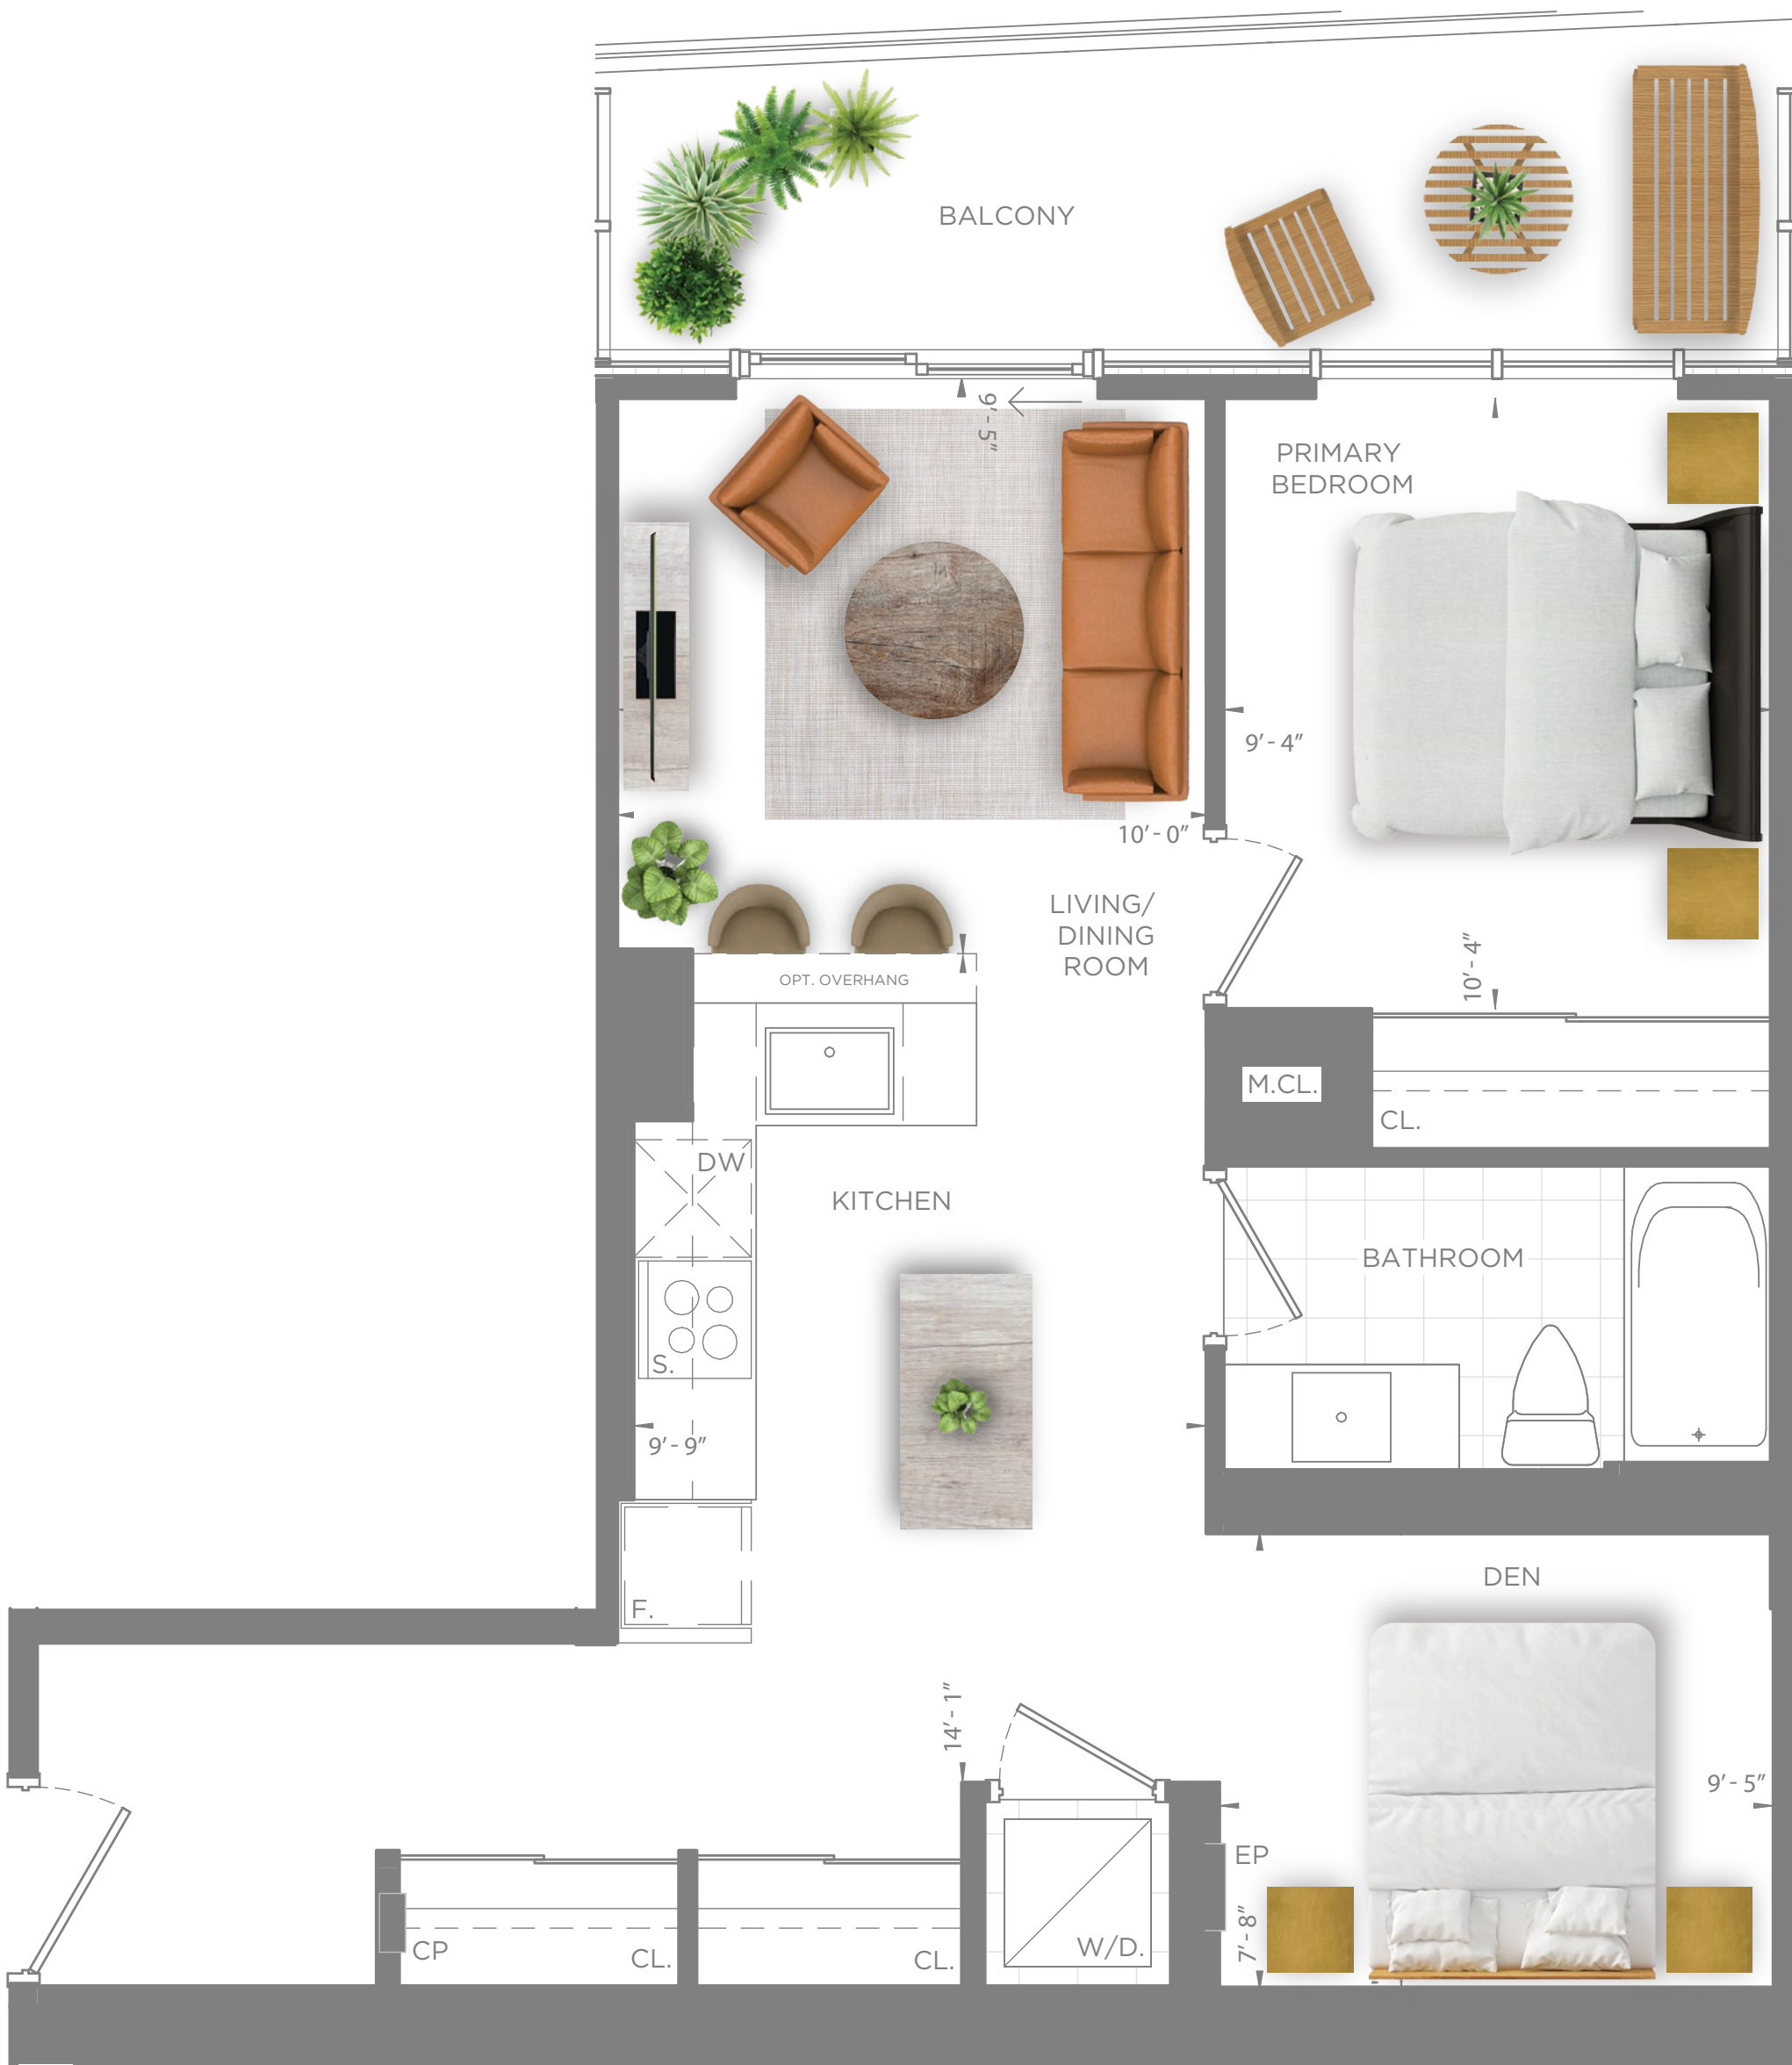 BALCONY
9'-5"
PRIMARY
BEDROOM
9'-4"
10'-0"
LIVING/
DINING
ROOM
10'-4"
OPT. OVERHANG
M.CL.
CL.
DW
KITCHEN
BATHROOM
S.
9'-9"
DEN
F.
14'-1"
9'-5"
EP
7'-8"
W/D.
CP
CL.
CL.